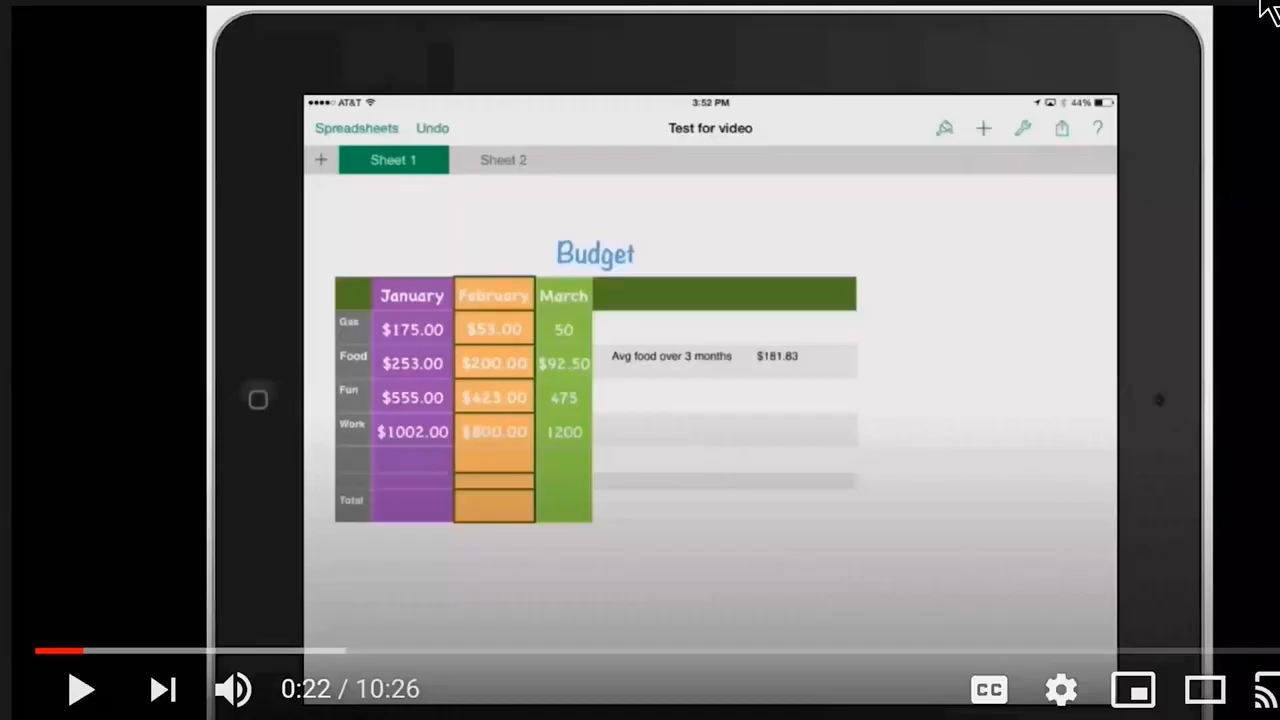 AT&T 3:52 PM 44%
Spreadsheets Undo Test for video ?
+ Sheet 1 Sheet 2
Budget
January February March
Gas $175.00 $53.00 50
Food $253.00 $200.00 $92.50 Avg food over 3 months $181.83
Fun $555.00 $423.00 475
Work $1002.00 $800.00 1200
Total
0:22 / 10:26 CC